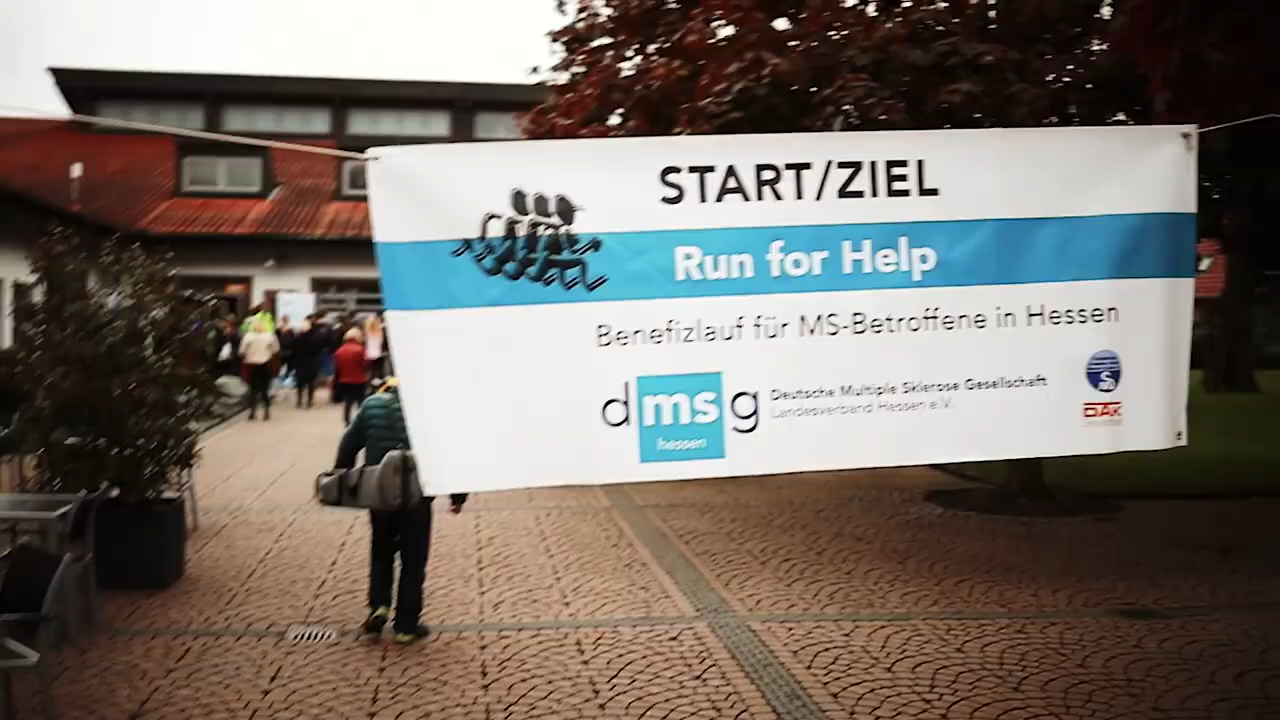 START/ZIEL
Run for Help
Benefizlauf für MS-Betroffene in Hessen
dmsg
hessen
Deutsche Multiple Sklerose Gesellschaft
Landesverband Hessen e.V.
DAK